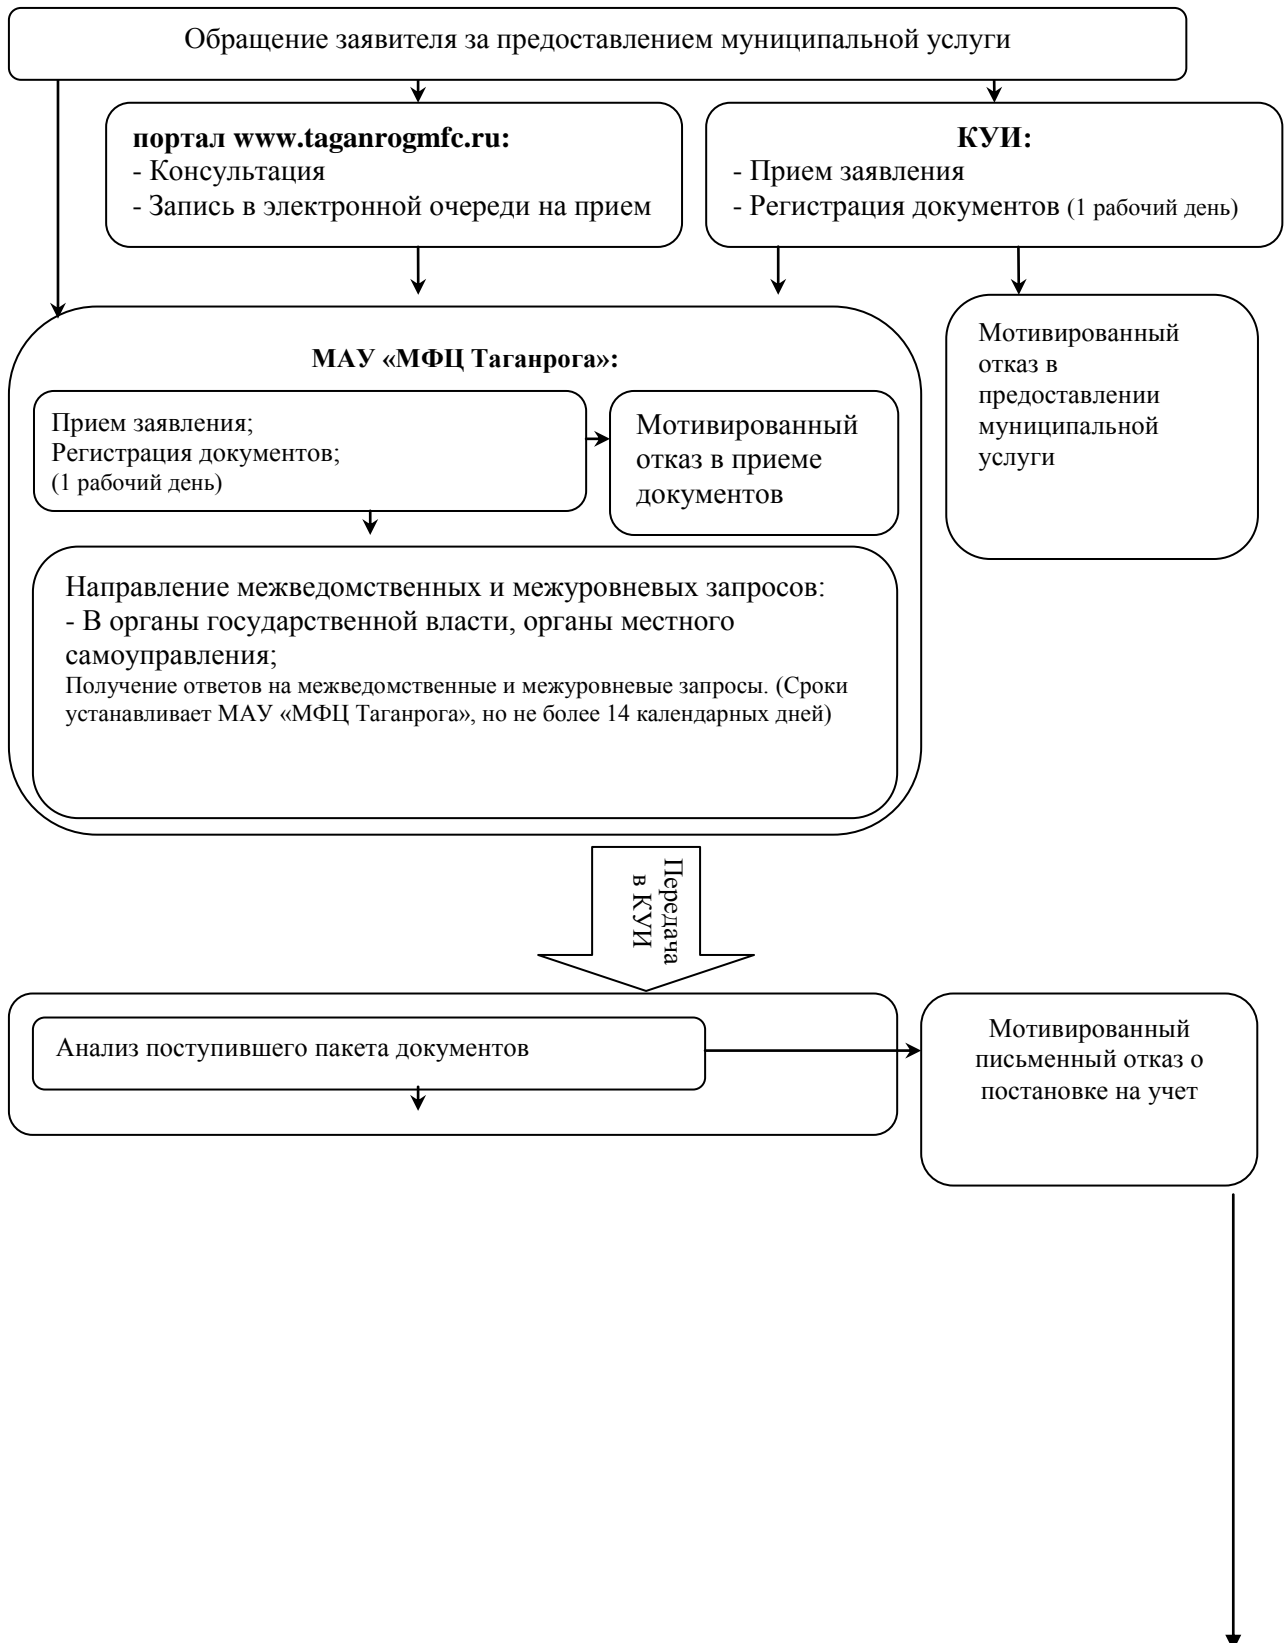 Обращение заявителя за предоставлением муниципальной услуги
портал www.taganrogmfc.ru:
- Консультация
- Запись в электронной очереди на прием
КУИ:
- Прием заявления
- Регистрация документов (1 рабочий день)
МАУ «МФЦ Таганрога»:
Прием заявления;
Регистрация документов;
(1 рабочий день)
Мотивированный
отказ в приеме
документов
Мотивированный
отказ в
предоставлении
муниципальной
услуги
Направление межведомственных и межуровневых запросов:
- В органы государственной власти, органы местного
самоуправления;
Получение ответов на межведомственные и межуровневые запросы. (Сроки
устанавливает МАУ «МФЦ Таганрога», но не более 14 календарных дней)
Передача
в КУИ
Анализ поступившего пакета документов
Мотивированный
письменный отказ о
постановке на учет